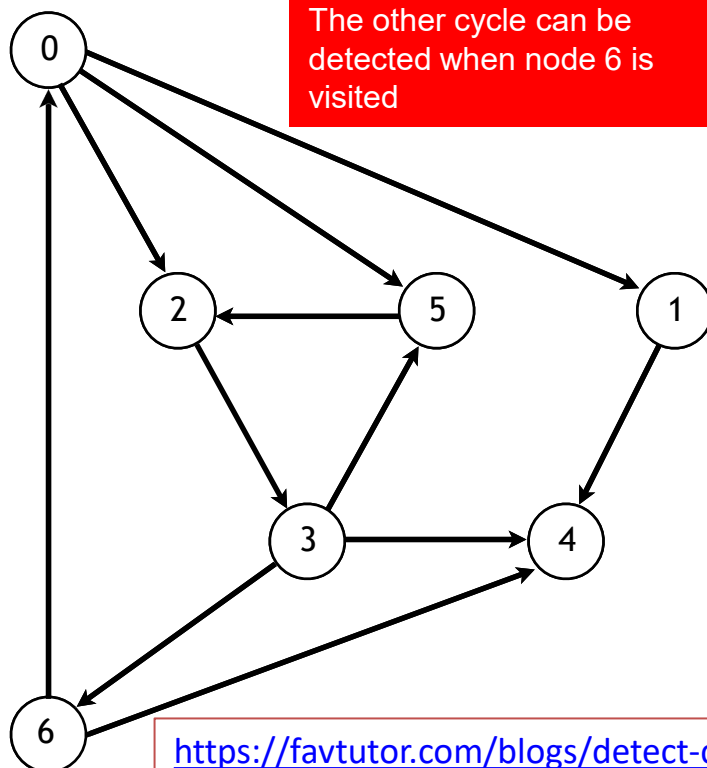 The other cycle can be
detected when node 6 is
visited
0
2
5
1
3
4
6
https://favtutor.com/blogs/detect-